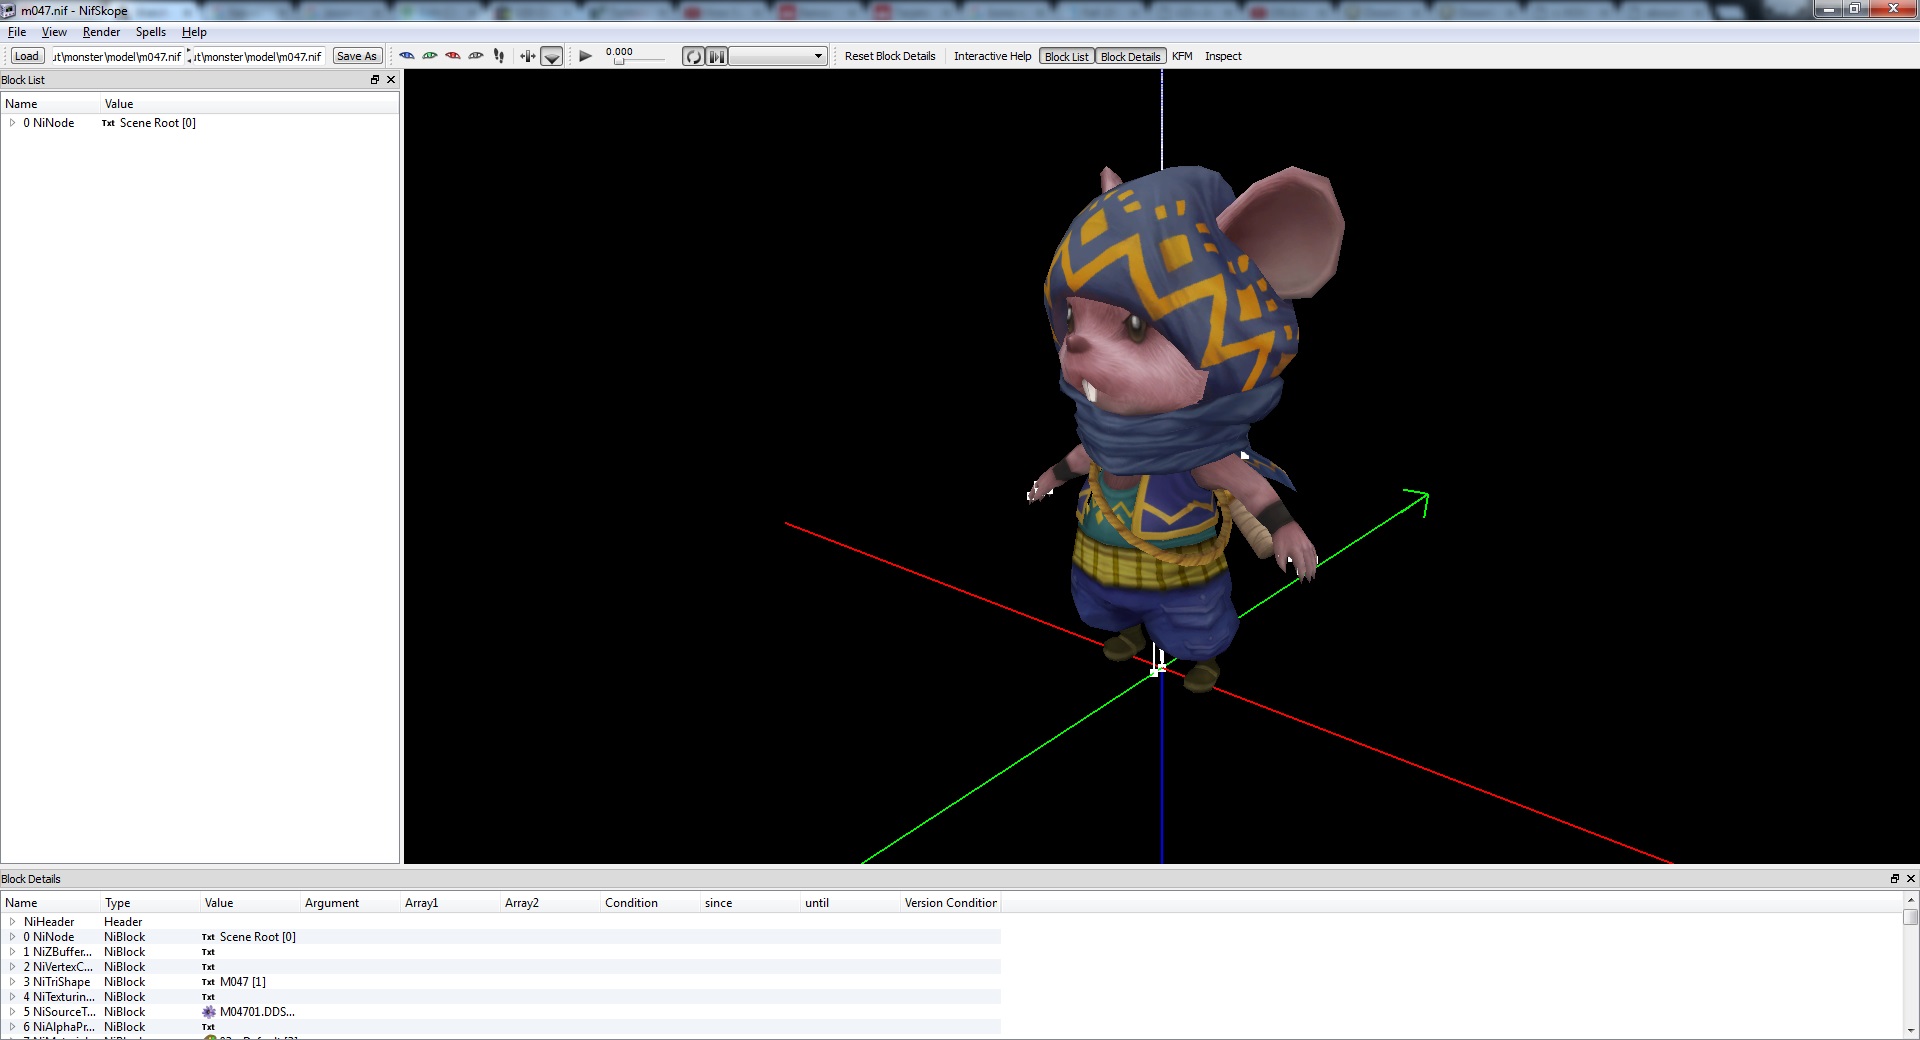 m047.nif - NifSkope
File View Render Spells Help
Load ut\monster\model\m047.nif ut\monster\model\m047.nif Save As 0.000 Reset Block Details Interactive Help Block List Block Details KFM Inspect
Block List
Name Value
0 NiNode Txt Scene Root [0]
Block Details
Name Type Value Argument Array1 Array2 Condition since until Version Condition
NiHeader Header
0 NiNode NiBlock Txt Scene Root [0]
1 NiZBuffer... NiBlock Txt
2 NiVertexC... NiBlock Txt
3 NiTriShape NiBlock Txt M047 [1]
4 NiTexturin... NiBlock Txt
5 NiSourceT... NiBlock M04701.DDS...
6 NiAlphaPr... NiBlock Txt